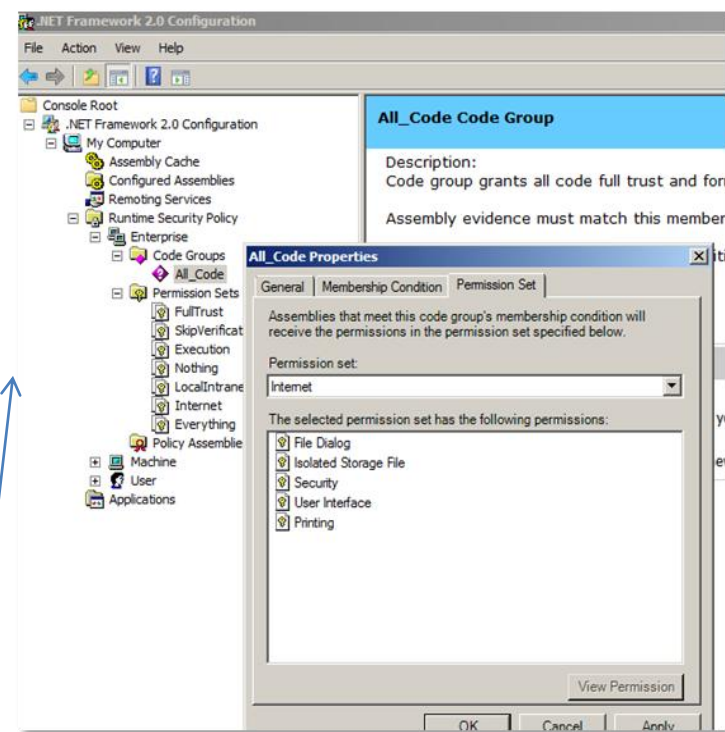 .NET Framework 2.0 Configuration
File Action View Help
Console Root
.NET Framework 2.0 Configuration
My Computer
Assembly Cache
Configured Assemblies
Remoting Services
Runtime Security Policy
Enterprise
Code Groups
All_Code
Permission Sets
FullTrust
SkipVerificat
Execution
Nothing
LocalIntrane
Internet
Everything
Policy Assemblie
Machine
User
Applications
All_Code Code Group
Description:
Code group grants all code full trust and for
Assembly evidence must match this member
All_Code Properties
General Membership Condition Permission Set
Assemblies that meet this code group's membership condition will
receive the permissions in the permission set specified below.
Permission set:
Internet
The selected permission set has the following permissions:
File Dialog
Isolated Storage File
Security
User Interface
Printing
View Permission
OK Cancel Apply